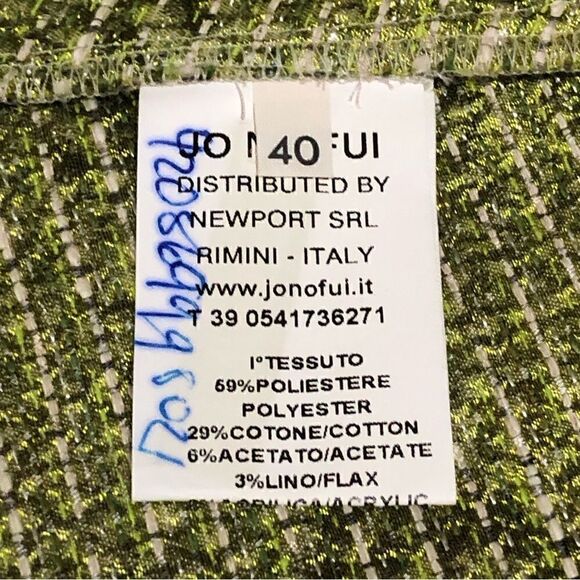 JO N FUI
40
DISTRIBUTED BY
NEWPORT SRL
RIMINI - ITALY
www.jonofui.it
T 39 0541736271
I°TESSUTO
69%POLIESTERE
POLYESTER
29%COTONE/COTTON
6%ACETATO/ACETATE
3%LINO/FLAX